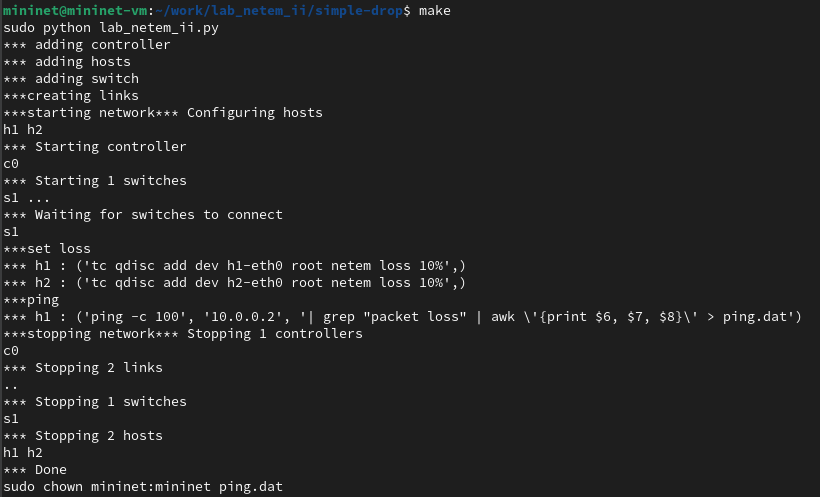 mininet@mininet-vm:~/work/lab_netem_ii/simple-drop$ make
sudo python lab_netem_ii.py
*** adding controller
*** adding hosts
*** adding switch
***creating links
***starting network*** Configuring hosts
h1 h2
*** Starting controller
c0
*** Starting 1 switches
s1 ...
*** Waiting for switches to connect
s1
***set loss
*** h1 : ('tc qdisc add dev h1-eth0 root netem loss 10%',)
*** h2 : ('tc qdisc add dev h2-eth0 root netem loss 10%',)
***ping
*** h1 : ('ping -c 100', '10.0.0.2', '| grep "packet loss" | awk \'{print $6, $7, $8}\' > ping.dat')
***stopping network*** Stopping 1 controllers
c0
*** Stopping 2 links
..
*** Stopping 1 switches
s1
*** Stopping 2 hosts
h1 h2
*** Done
sudo chown mininet:mininet ping.dat